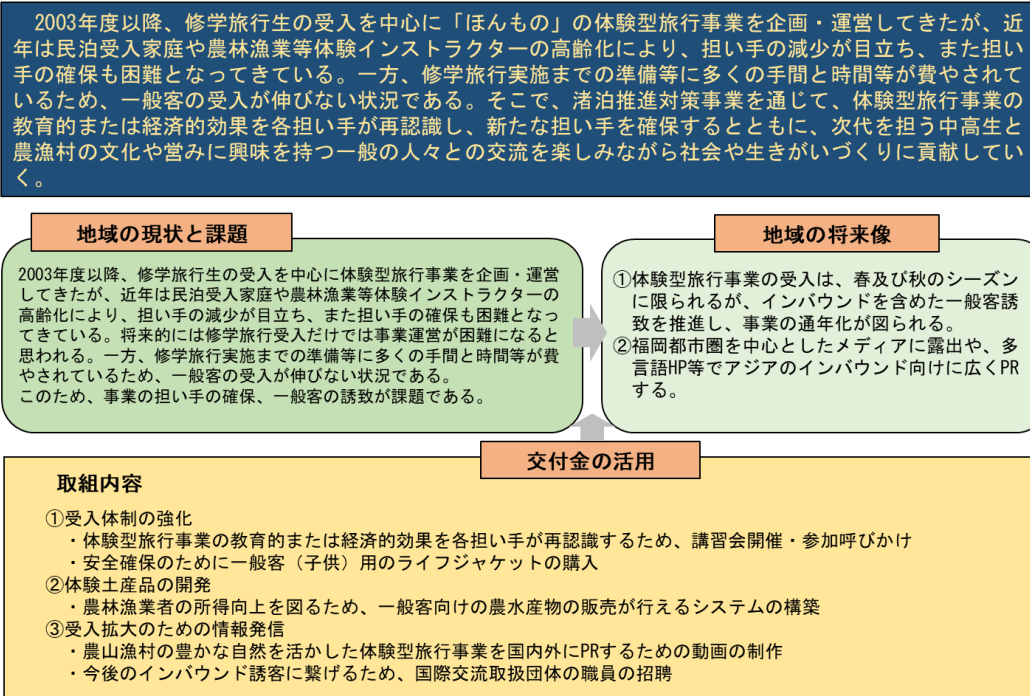 2003年度以降、修学旅行生の受入を中心に「ほんもの」の体験型旅行事業を企画・運営してきたが、近
年は民泊受入家庭や農林漁業等体験インストラクターの高齢化により、担い手の減少が目立ち、また担い
手の確保も困難となってきている。一方、修学旅行実施までの準備等に多くの手間と時間等が費やされて
いるため、一般客の受入が伸びない状況である。そこで、渚泊推進対策事業を通じて、体験型旅行事業の
教育的または経済的効果を各担い手が再認識し、新たな担い手を確保するとともに、次代を担う中高生と
農漁村の文化や営みに興味を持つ一般の人々との交流を楽しみながら社会や生きがいづくりに貢献してい
く。
地域の現状と課題
2003年度以降、修学旅行生の受入を中心に体験型旅行事業を企画・運営
してきたが、近年は民泊受入家庭や農林漁業等体験インストラクターの
高齢化により、担い手の減少が目立ち、また担い手の確保も困難となっ
てきている。将来的には修学旅行受入だけでは事業運営が困難になると
思われる。一方、修学旅行実施までの準備等に多くの手間と時間等が費
やされているため、一般客の受入が伸びない状況である。
このため、事業の担い手の確保、一般客の誘致が課題である。
地域の将来像
①体験型旅行事業の受入は、春及び秋のシーズン
に限られるが、インバウンドを含めた一般客誘
致を推進し、事業の通年化が図られる。
②福岡都市圏を中心としたメディアに露出や、多
言語HP等でアジアのインバウンド向けに広くPR
する。
交付金の活用
取組内容
①受入体制の強化
・体験型旅行事業の教育的または経済的効果を各担い手が再認識するため、講習会開催・参加呼びかけ
・安全確保のために一般客（子供）用のライフジャケットの購入
②体験土産品の開発
・農林漁業者の所得向上を図るため、一般客向けの農水産物の販売が行えるシステムの構築
③受入拡大のための情報発信
・農山漁村の豊かな自然を活かした体験型旅行事業を国内外にPRするための動画の制作
・今後のインバウンド誘客に繋げるため、国際交流取扱団体の職員の招聘